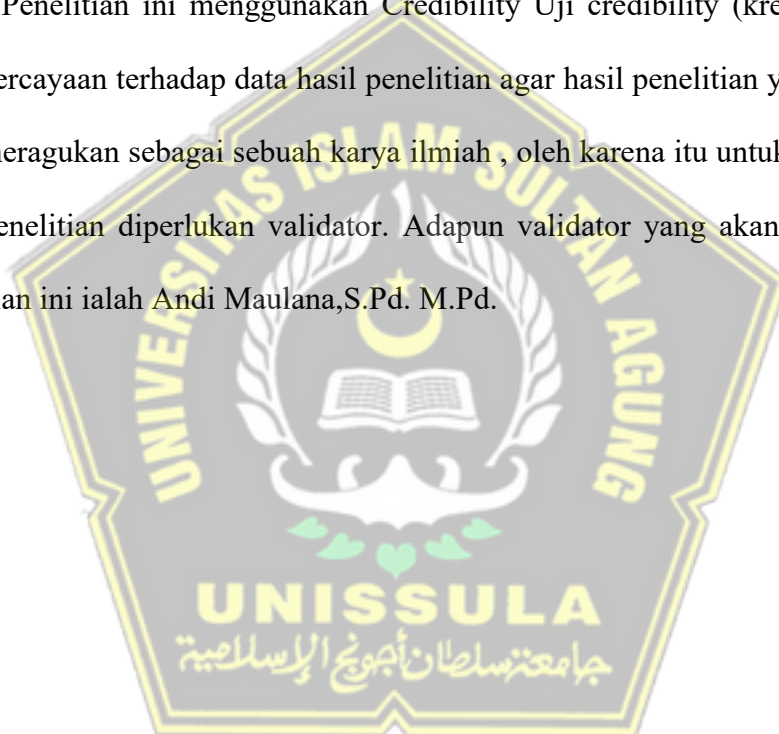 Penelitian ini menggunakan Credibility Uji credibility (kre
ercayaan terhadap data hasil penelitian agar hasil penelitian y
neragukan sebagai sebuah karya ilmiah , oleh karena itu untuk
enelitian diperlukan validator. Adapun validator yang akan
an ini ialah Andi Maulana,S.Pd. M.Pd.
UNIVERSITAS ISLAM SULTAN AGUNG
UNISSULA
جامعة سلطان أجونج الإسلامية